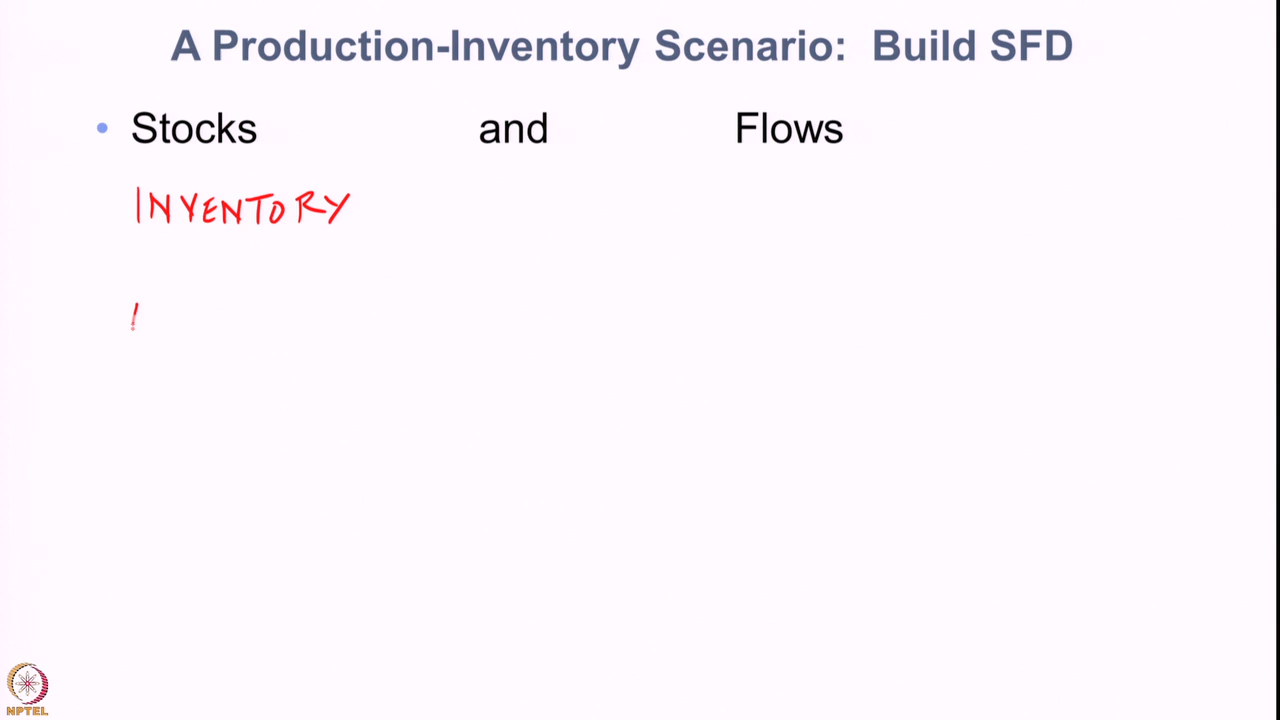 A Production-Inventory Scenario: Build SFD
• Stocks and Flows
INVENTORY
NPTEL